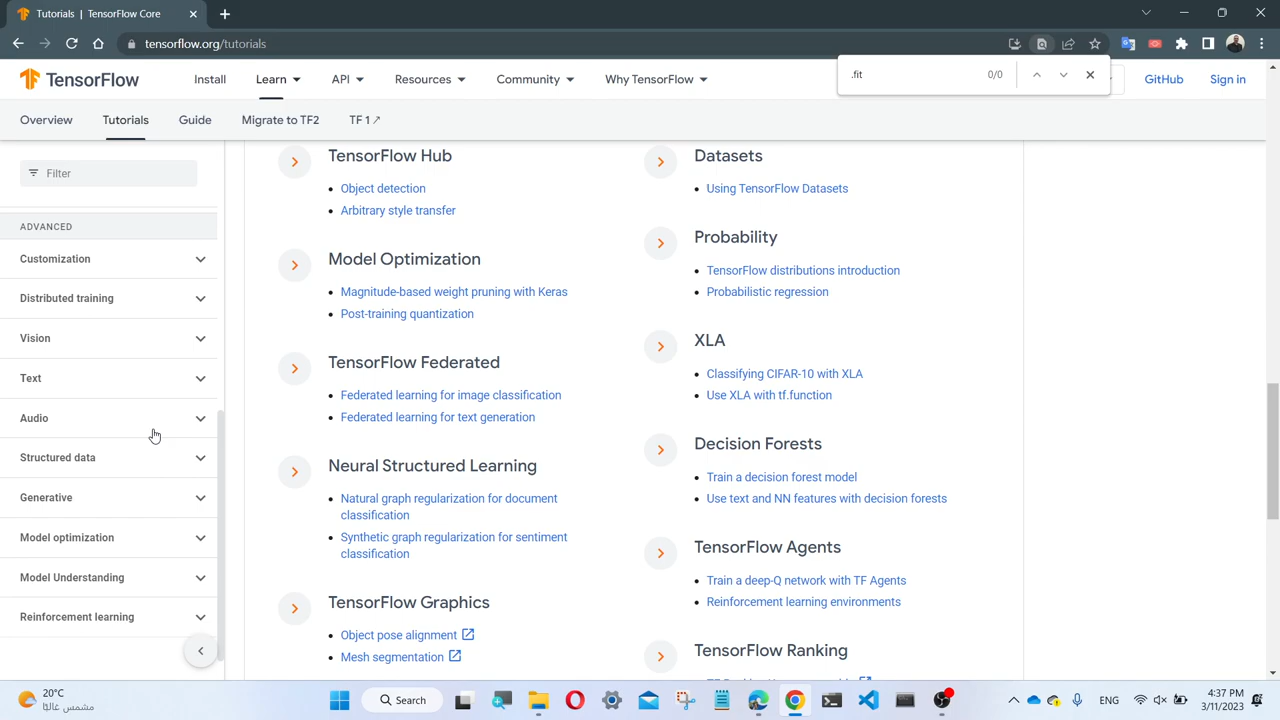 Tutorials | TensorFlow Core
tensorflow.org/tutorials
TensorFlow
Install
Learn
API
Resources
Community
Why TensorFlow
.fit
0/0
GitHub
Sign in
Overview
Tutorials
Guide
Migrate to TF2
TF 1 ↗
Filter
ADVANCED
Customization
Distributed training
Vision
Text
Audio
Structured data
Generative
Model optimization
Model Understanding
Reinforcement learning
TensorFlow Hub
Object detection
Arbitrary style transfer
Model Optimization
Magnitude-based weight pruning with Keras
Post-training quantization
TensorFlow Federated
Federated learning for image classification
Federated learning for text generation
Neural Structured Learning
Natural graph regularization for document
classification
Synthetic graph regularization for sentiment
classification
TensorFlow Graphics
Object pose alignment
Mesh segmentation
Datasets
Using TensorFlow Datasets
Probability
TensorFlow distributions introduction
Probabilistic regression
XLA
Classifying CIFAR-10 with XLA
Use XLA with tf.function
Decision Forests
Train a decision forest model
Use text and NN features with decision forests
TensorFlow Agents
Train a deep-Q network with TF Agents
Reinforcement learning environments
TensorFlow Ranking
20°C
مشمس غالبًا
Search
ENG
4:37 PM
3/11/2023